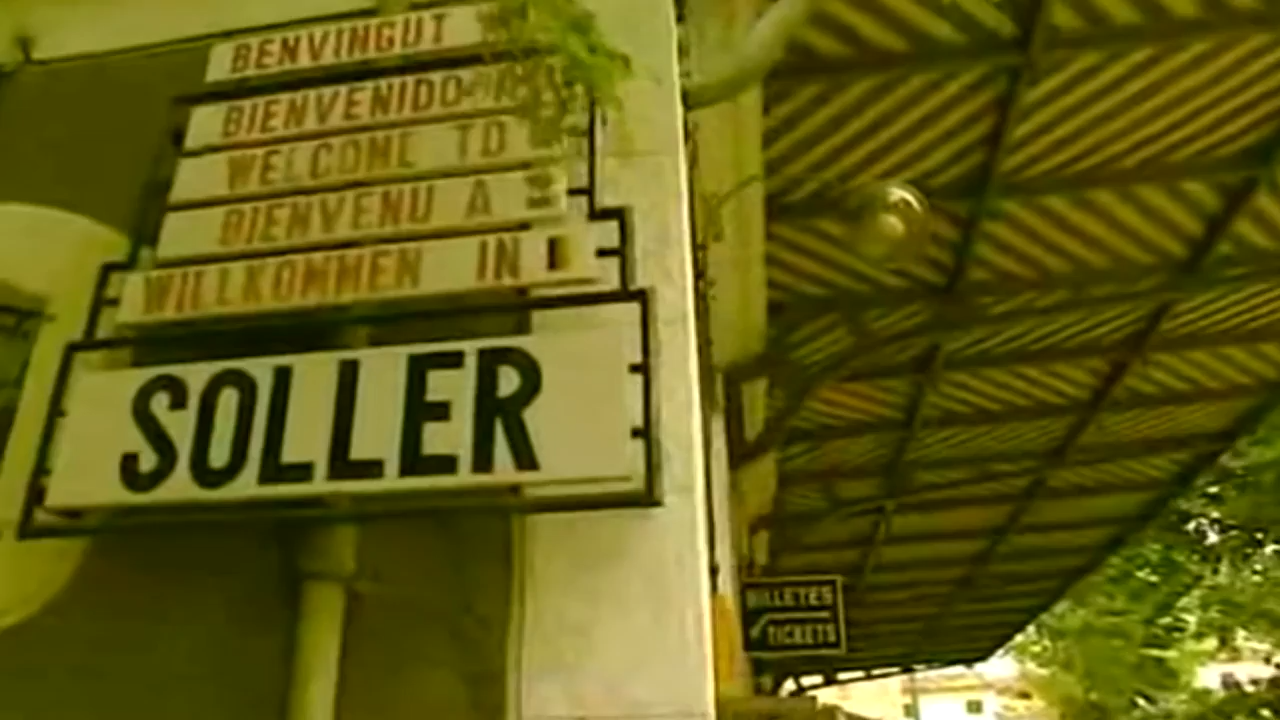 BENVINGUT
BIENVENIDO
WELCOME TO
BIENVENU A
WILLKOMMEN IN
SOLLER
BILLETES
TICKETS